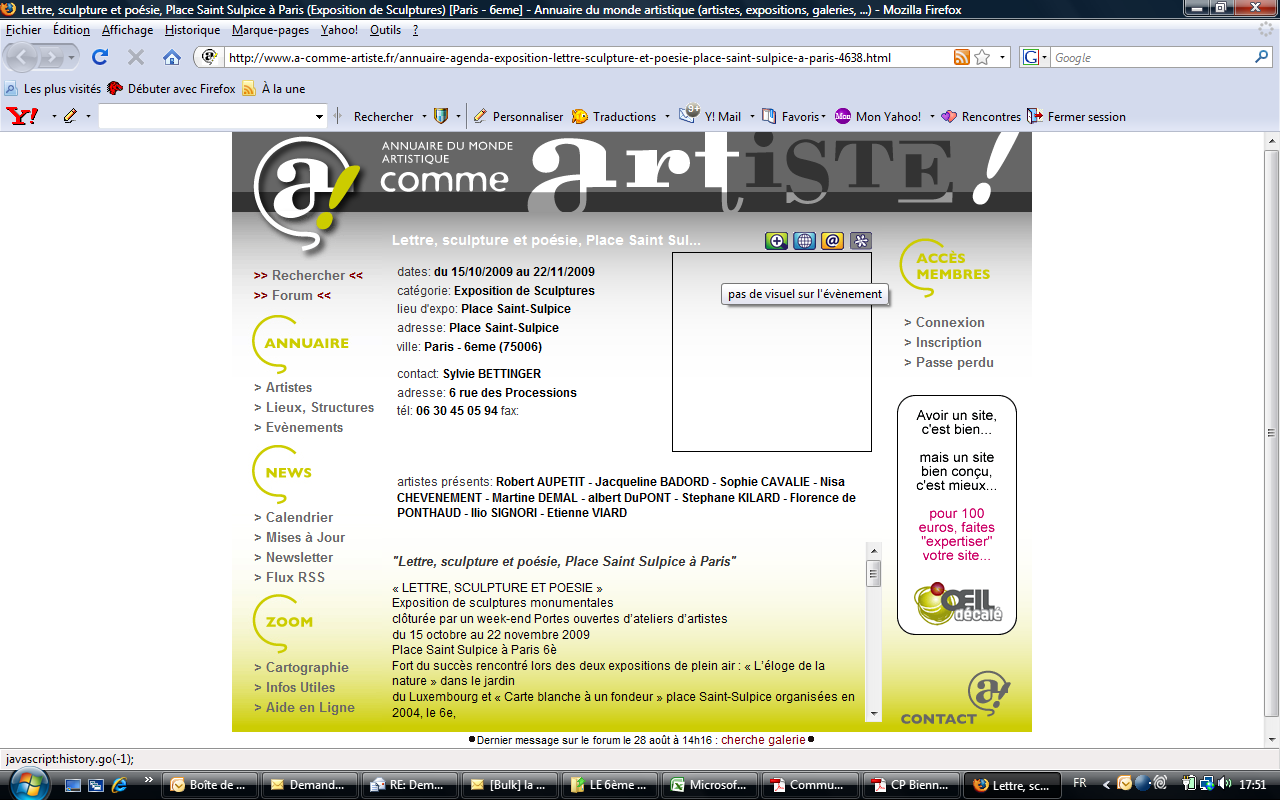 Lettre, sculpture et poésie, Place Saint Sulpice à Paris (Exposition de Sculptures) [Paris - 6eme] - Annuaire du monde artistique (artistes, expositions, galeries, ...) - Mozilla Firefox
Fichier Édition Affichage Historique Marque-pages Yahoo! Outils ?
http://www.a-comme-artiste.fr/annuaire-agenda-exposition-lettre-sculpture-et-poesie-place-saint-sulpice-a-paris-4638.html
G Google
Les plus visités Débuter avec Firefox À la une
Y! Rechercher Personnaliser Traductions 9+ Y! Mail Favoris Mon Mon Yahoo! Rencontres Fermer session
a! ANNUAIRE DU MONDE
ARTISTIQUE
comme artiste!
Lettre, sculpture et poésie, Place Saint Sul...
>> Rechercher <<
>> Forum <<
ANNUAIRE
> Artistes
> Lieux, Structures
> Evènements
NEWS
> Calendrier
> Mises à Jour
> Newsletter
> Flux RSS
ZOOM
> Cartographie
> Infos Utiles
> Aide en Ligne
dates: du 15/10/2009 au 22/11/2009
catégorie: Exposition de Sculptures
lieu d'expo: Place Saint-Sulpice
adresse: Place Saint-Sulpice
ville: Paris - 6eme (75006)
contact: Sylvie BETTINGER
adresse: 6 rue des Processions
tél: 06 30 45 05 94 fax:
pas de visuel sur l'évènement
artistes présents: Robert AUPETIT - Jacqueline BADORD - Sophie CAVALIE - Nisa
CHEVENEMENT - Martine DEMAL - albert DuPONT - Stephane KILARD - Florence de
PONTHAUD - Ilio SIGNORI - Etienne VIARD
"Lettre, sculpture et poésie, Place Saint Sulpice à Paris"
« LETTRE, SCULPTURE ET POESIE »
Exposition de sculptures monumentales
clôturée par un week-end Portes ouvertes d'ateliers d'artistes
du 15 octobre au 22 novembre 2009
Place Saint Sulpice à Paris 6è
Fort du succès rencontré lors des deux expositions de plein air : « L'éloge de la
nature » dans le jardin
du Luxembourg et « Carte blanche à un fondeur » place Saint-Sulpice organisées en
2004, le 6e,
ACCÈS
MEMBRES
> Connexion
> Inscription
> Passe perdu
Avoir un site,
c'est bien...
mais un site
bien conçu,
c'est mieux...
pour 100
euros, faites
"expertiser"
votre site...
ŒIL
décalé
a!
CONTACT
Dernier message sur le forum le 28 août à 14h16 : cherche galerie
javascript:history.go(-1);
» Boîte de ... Demand... RE: Dem... [Bulk] la ... LE 6ème ... Microsof... Commu... CP Bienn... Lettre, sc... FR 17:51